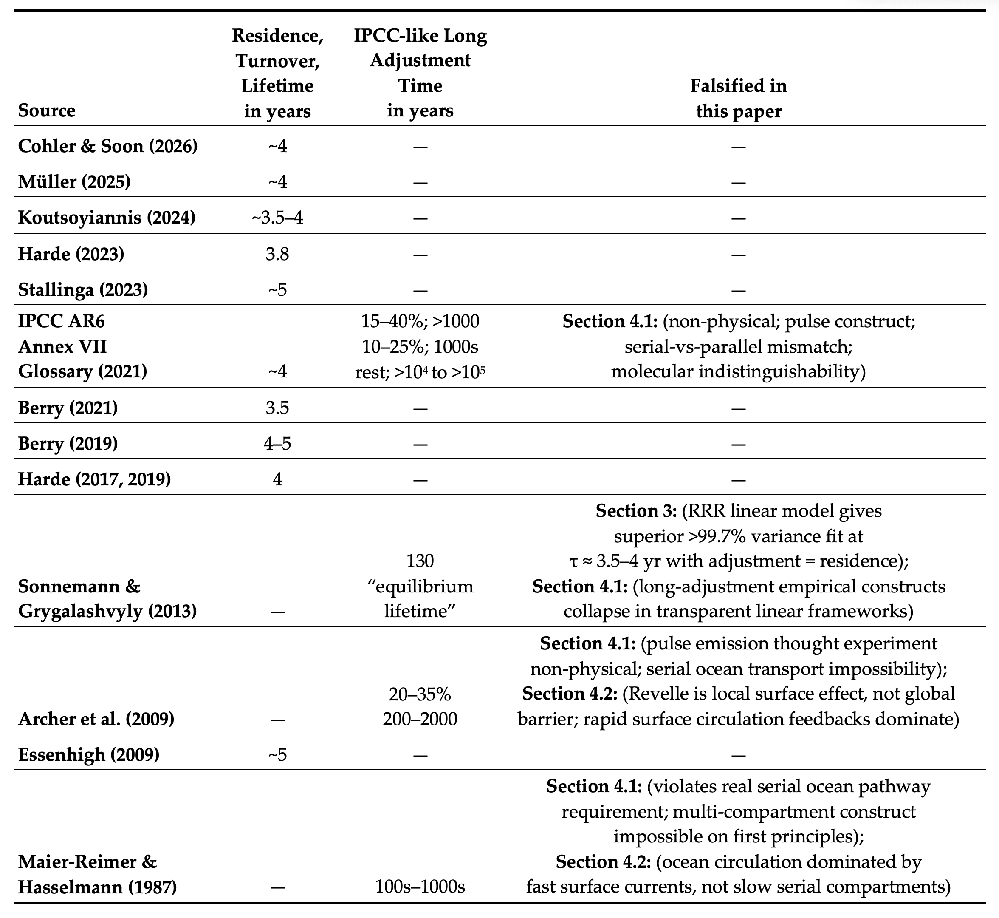 Source
Residence,
Turnover,
Lifetime
in years
IPCC-like Long
Adjustment
Time
in years
Falsified in
this paper
Cohler & Soon (2026) ~4 — —
Müller (2025) ~4 — —
Koutsoyiannis (2024) ~3.5–4 — —
Harde (2023) 3.8 — —
Stallinga (2023) ~5 — —
IPCC AR6
Annex VII
Glossary (2021)
~4
15–40%; >1000
10–25%; 1000s
rest; >10⁴ to >10⁵
Section 4.1: (non-physical; pulse construct;
serial-vs-parallel mismatch;
molecular indistinguishability)
Berry (2021) 3.5 — —
Berry (2019) 4–5 — —
Harde (2017, 2019) 4 — —
Sonnemann &
Grygalashvyly (2013)
—
130
“equilibrium
lifetime”
Section 3: (RRR linear model gives
superior >99.7% variance fit at
τ ≈ 3.5–4 yr with adjustment = residence);
Section 4.1: (long-adjustment empirical constructs
collapse in transparent linear frameworks)
Archer et al. (2009)
—
20–35%
200–2000
Section 4.1: (pulse emission thought experiment
non-physical; serial ocean transport impossibility);
Section 4.2: (Revelle is local surface effect, not global
barrier; rapid surface circulation feedbacks dominate)
Essenhigh (2009) ~5 — —
Maier-Reimer &
Hasselmann (1987)
—
100s–1000s
Section 4.1: (violates real serial ocean pathway
requirement; multi-compartment construct
impossible on first principles);
Section 4.2: (ocean circulation dominated by
fast surface currents, not slow serial compartments)